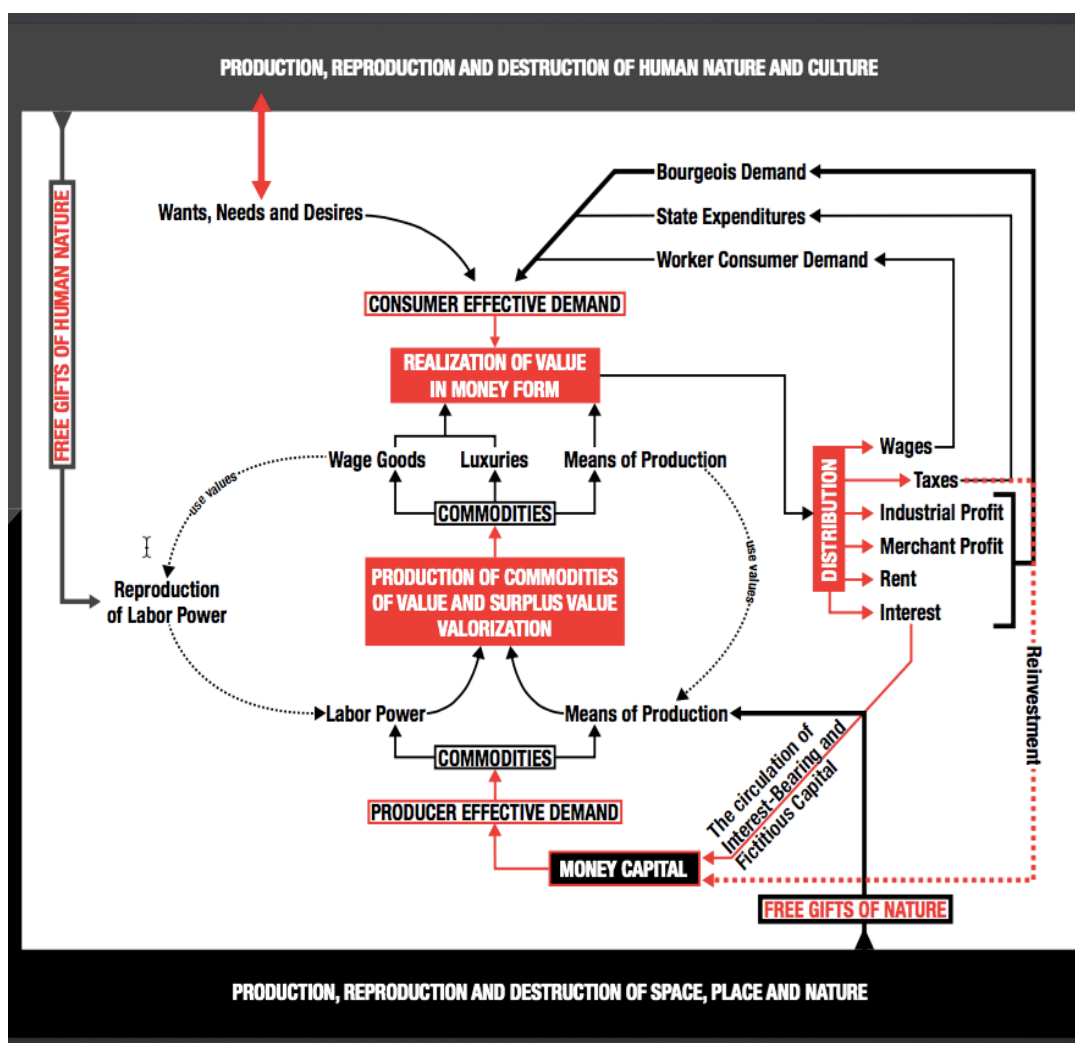 PRODUCTION, REPRODUCTION AND DESTRUCTION OF HUMAN NATURE AND CULTURE
FREE GIFTS OF HUMAN NATURE
Wants, Needs and Desires
Bourgeois Demand
State Expenditures
Worker Consumer Demand
CONSUMER EFFECTIVE DEMAND
REALIZATION OF VALUE
IN MONEY FORM
Wage Goods
Luxuries
Means of Production
use values
use values
COMMODITIES
DISTRIBUTION
Wages
Taxes
Industrial Profit
Merchant Profit
Rent
Interest
PRODUCTION OF COMMODITIES
OF VALUE AND SURPLUS VALUE
VALORIZATION
Reproduction
of Labor Power
Reinvestment
Labor Power
Means of Production
COMMODITIES
The circulation of
Interest-Bearing and
Fictitious Capital
PRODUCER EFFECTIVE DEMAND
MONEY CAPITAL
FREE GIFTS OF NATURE
PRODUCTION, REPRODUCTION AND DESTRUCTION OF SPACE, PLACE AND NATURE